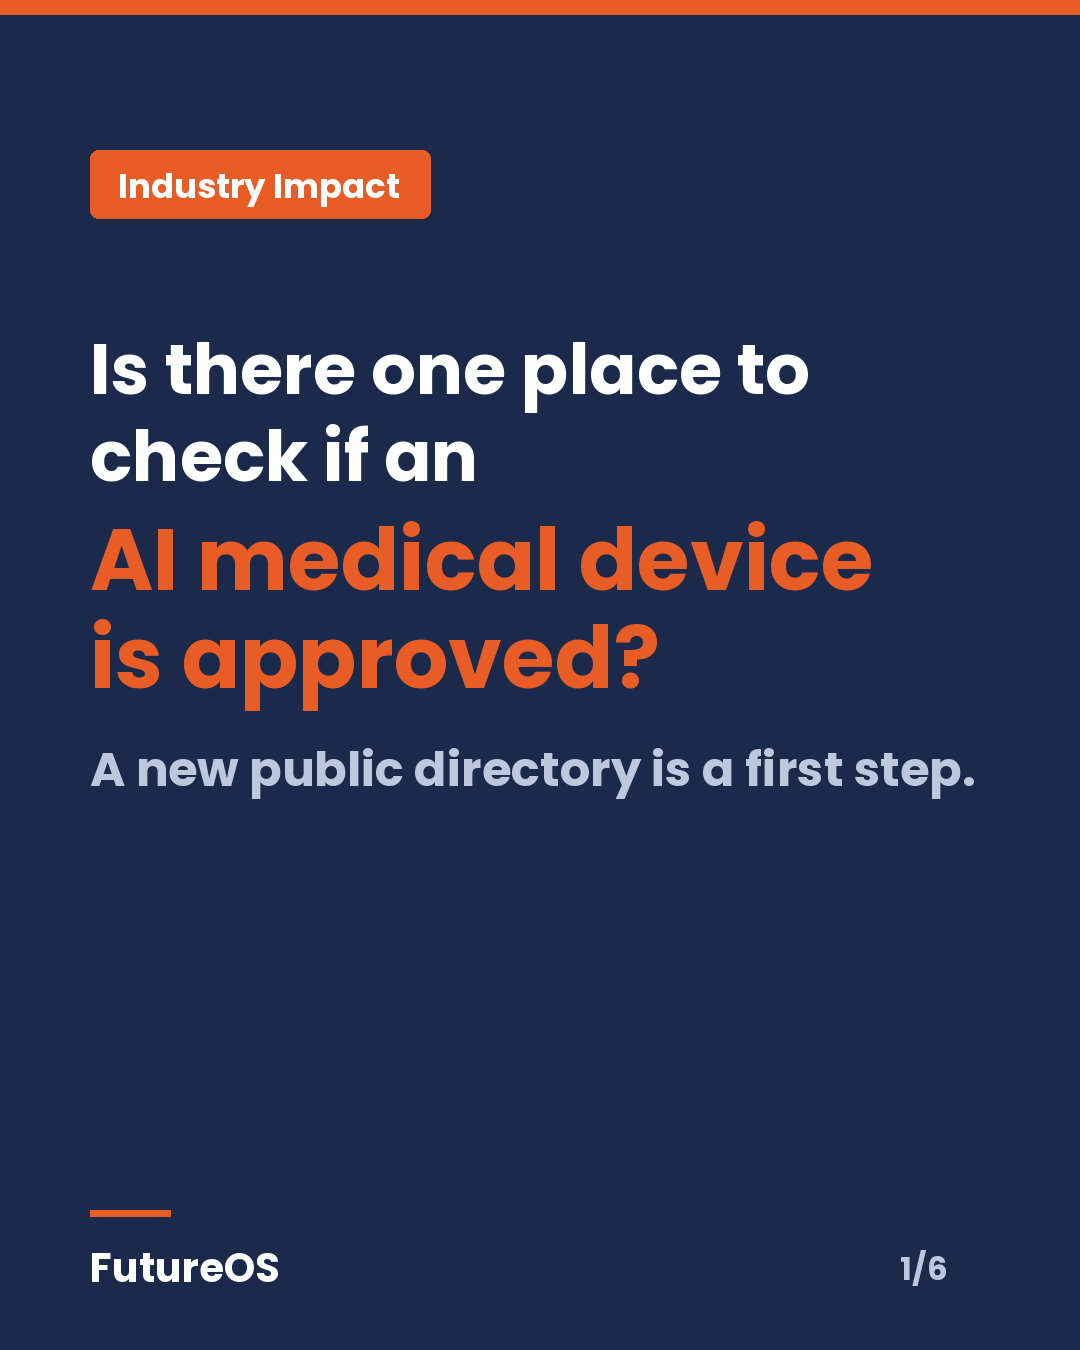 Industry Impact
Is there one place to
check if an
AI medical device
is approved?
A new public directory is a first step.
FutureOS
1/6